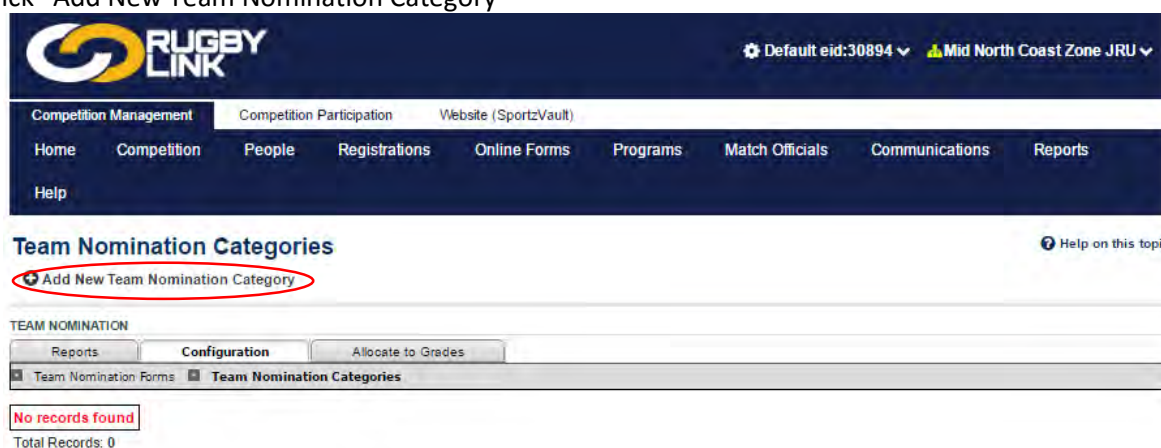 ick "Add New Team Nomination Category"
RUGBY
LINK
Default eid:30894 Mid North Coast Zone JRU
Competition Management Competition Participation Website (SportzVault)
Home Competition People Registrations Online Forms Programs Match Officials Communications Reports
Help
Team Nomination Categories
Help on this topi
Add New Team Nomination Category
TEAM NOMINATION
Reports Configuration Allocate to Grades
Team Nomination Forms Team Nomination Categories
No records found
Total Records: 0